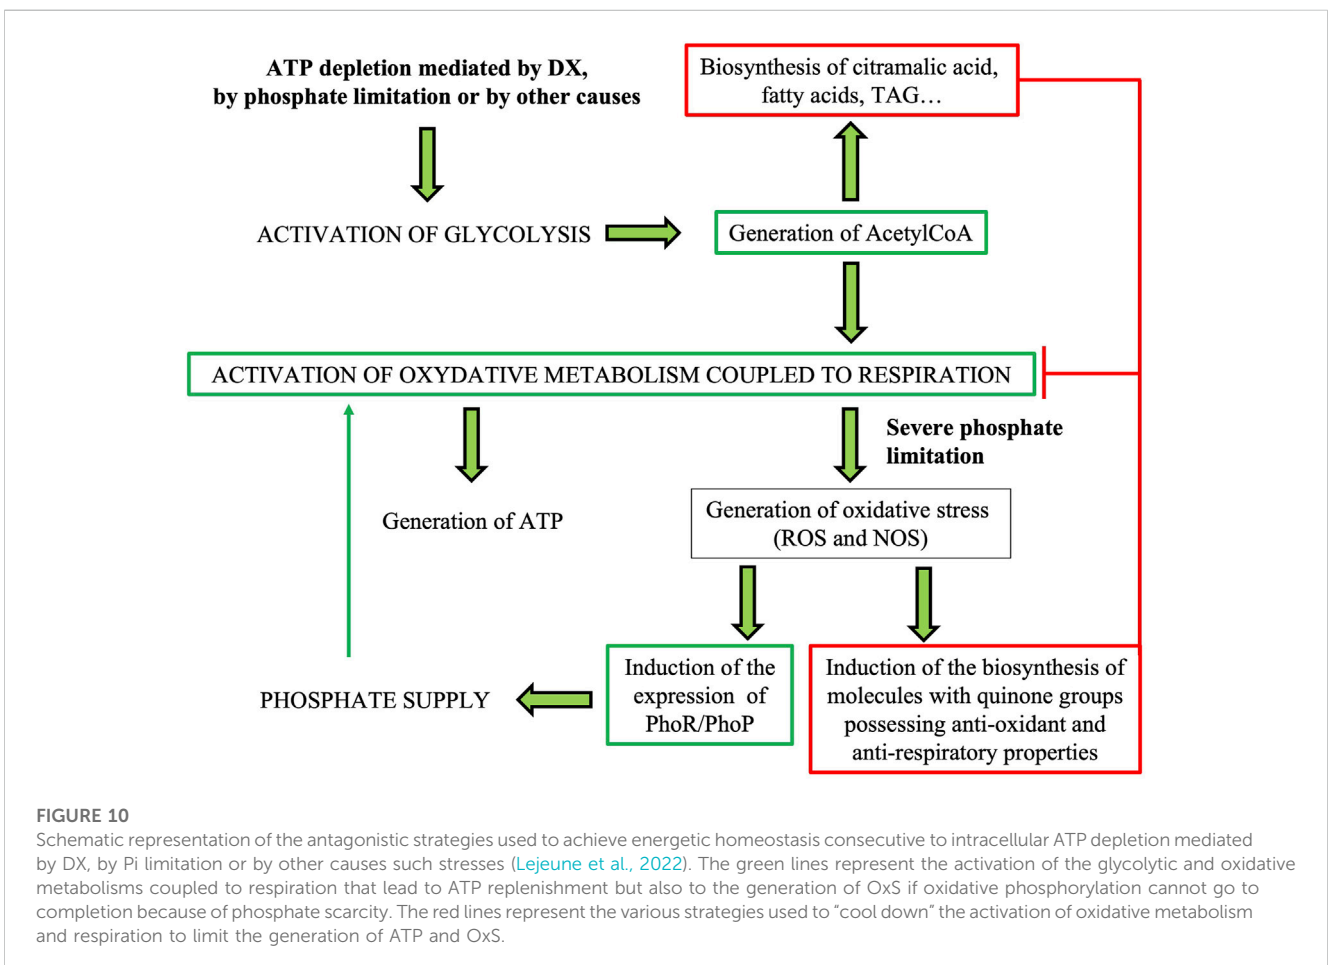 ATP depletion mediated by DX,
by phosphate limitation or by other causes
Biosynthesis of citramalic acid,
fatty acids, TAG…
ACTIVATION OF GLYCOLYSIS
Generation of AcetylCoA
ACTIVATION OF OXYDATIVE METABOLISM COUPLED TO RESPIRATION
Severe phosphate
limitation
Generation of ATP
Generation of oxidative stress
(ROS and NOS)
PHOSPHATE SUPPLY
Induction of the
expression of
PhoR/PhoP
Induction of the biosynthesis of
molecules with quinone groups
possessing anti-oxidant and
anti-respiratory properties
FIGURE 10
Schematic representation of the antagonistic strategies used to achieve energetic homeostasis consecutive to intracellular ATP depletion mediated
by DX, by Pi limitation or by other causes such stresses (Lejeune et al., 2022). The green lines represent the activation of the glycolytic and oxidative
metabolisms coupled to respiration that lead to ATP replenishment but also to the generation of OxS if oxidative phosphorylation cannot go to
completion because of phosphate scarcity. The red lines represent the various strategies used to “cool down” the activation of oxidative metabolism
and respiration to limit the generation of ATP and OxS.